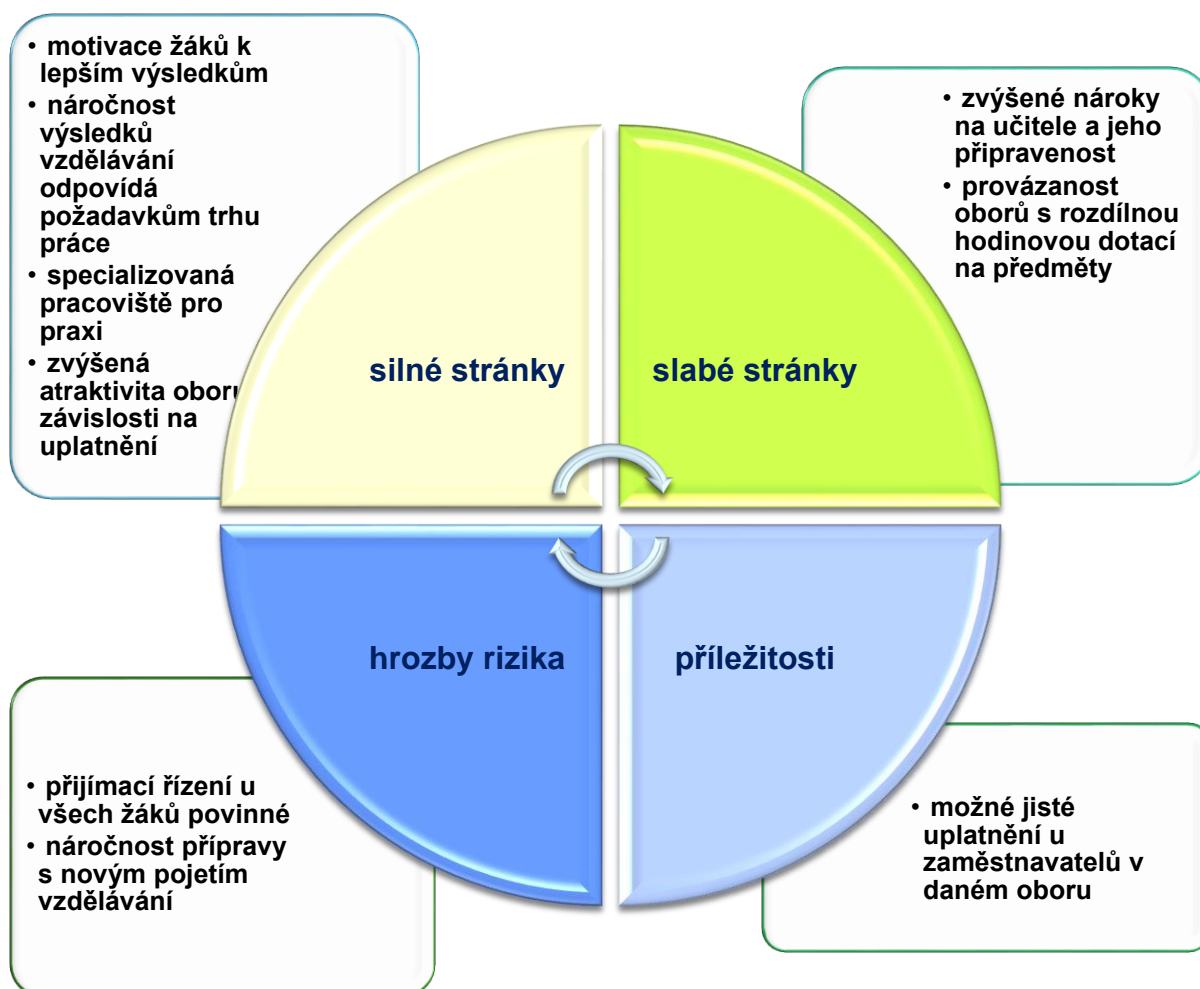 • motivace žáků k
lepším výsledkům
• náročnost
výsledků
vzdělávání
odpovídá
požadavkům trhu
práce
• specializovaná
pracoviště pro
praxi
• zvýšená
atraktivita oboru
závislosti na
uplatnění
• zvýšené nároky
na učitele a jeho
připravenost
• provázanost
oborů s rozdílnou
hodinovou dotací
na předměty
silné stránky
slabé stránky
hrozby rizika
příležitosti
• přijímací řízení u
všech žáků povinné
• náročnost přípravy
s novým pojetím
vzdělávání
• možné jisté
uplatnění u
zaměstnavatelů v
daném oboru